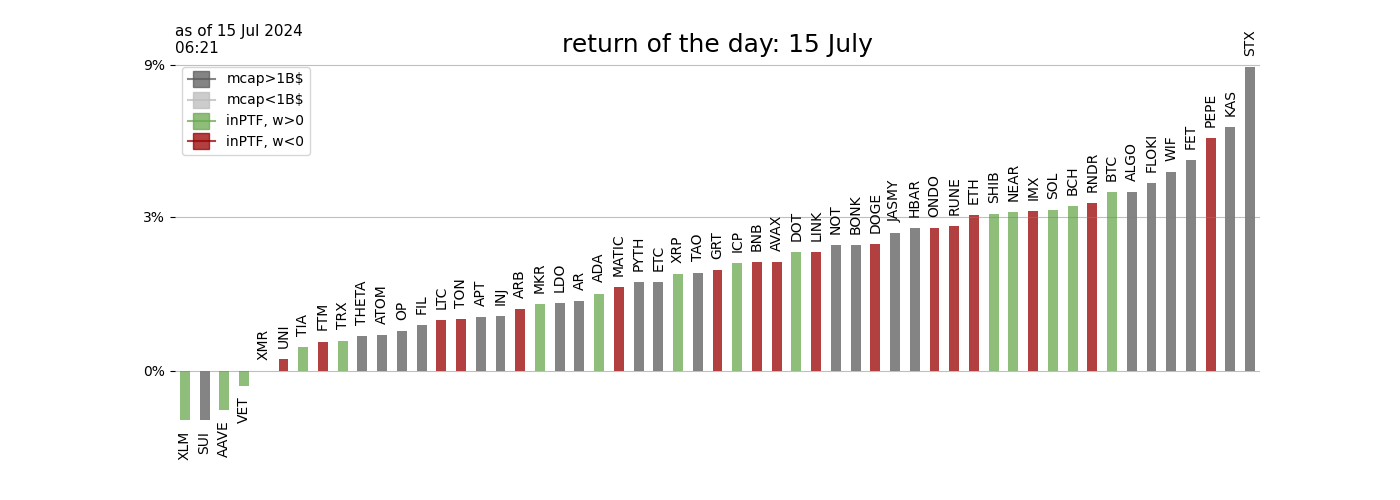 as of 15 Jul 2024
06:21
return of the day: 15 July
9%
3%
0%
mcap>1B$
mcap<1B$
inPTF, w>0
inPTF, w<0
XLM
SUI
AAVE
VET
XMR
UNI
TIA
FTM
TRX
THETA
ATOM
OP
FIL
LTC
TON
APT
INJ
ARB
MKR
LDO
AR
ADA
MATIC
PYTH
ETC
XRP
TAO
GRT
ICP
BNB
AVAX
DOT
LINK
NOT
BONK
DOGE
JASMY
HBAR
ONDO
RUNE
ETH
SHIB
NEAR
IMX
SOL
BCH
RNDR
BTC
ALGO
FLOKI
WIF
FET
PEPE
KAS
STX